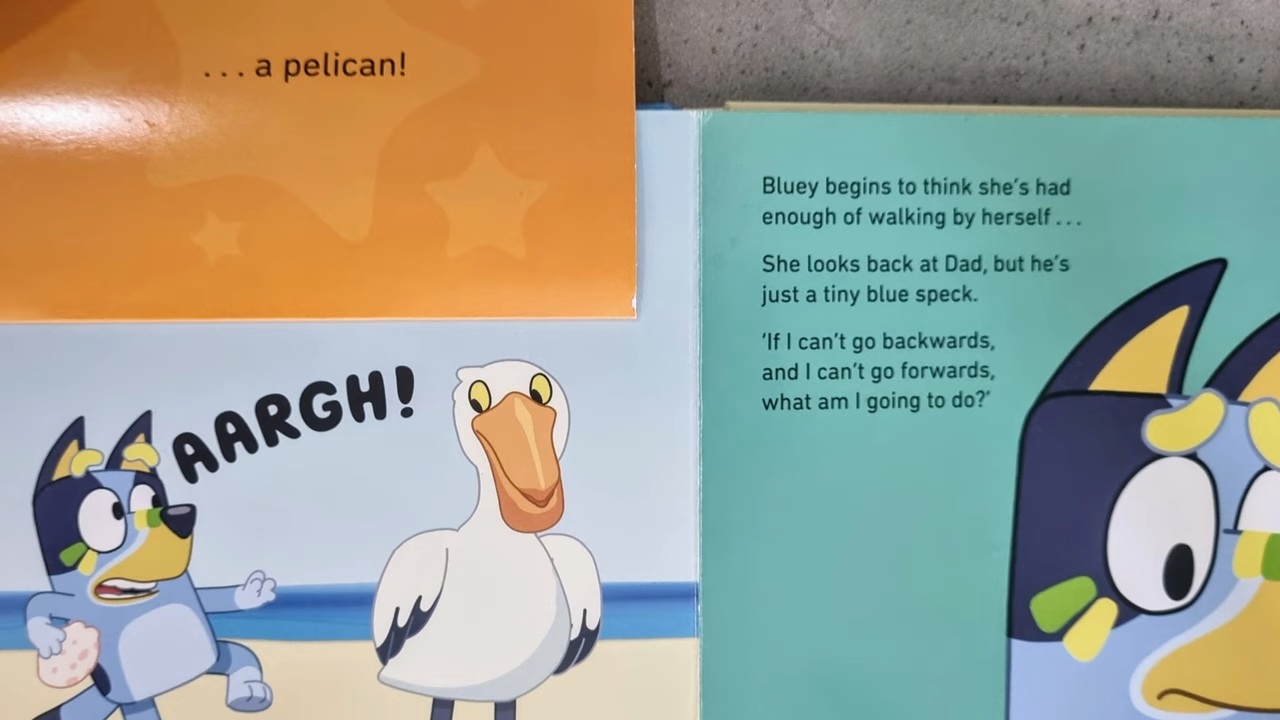 ... a pelican!
AARGH!
Bluey begins to think she's had
enough of walking by herself...
She looks back at Dad, but he's
just a tiny blue speck.
'If I can't go backwards,
and I can't go forwards,
what am I going to do?'